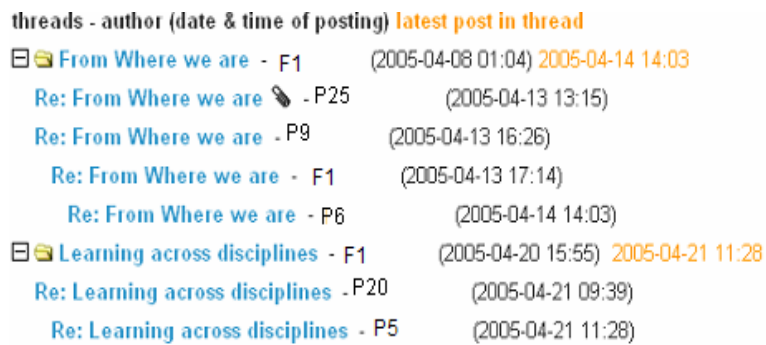 threads - author (date & time of posting) latest post in thread
From Where we are - F1 (2005-04-08 01:04) 2005-04-14 14:03
Re: From Where we are - P25 (2005-04-13 13:15)
Re: From Where we are - P9 (2005-04-13 16:26)
Re: From Where we are - F1 (2005-04-13 17:14)
Re: From Where we are - P6 (2005-04-14 14:03)
Learning across disciplines - F1 (2005-04-20 15:55) 2005-04-21 11:28
Re: Learning across disciplines - P20 (2005-04-21 09:39)
Re: Learning across disciplines - P5 (2005-04-21 11:28)